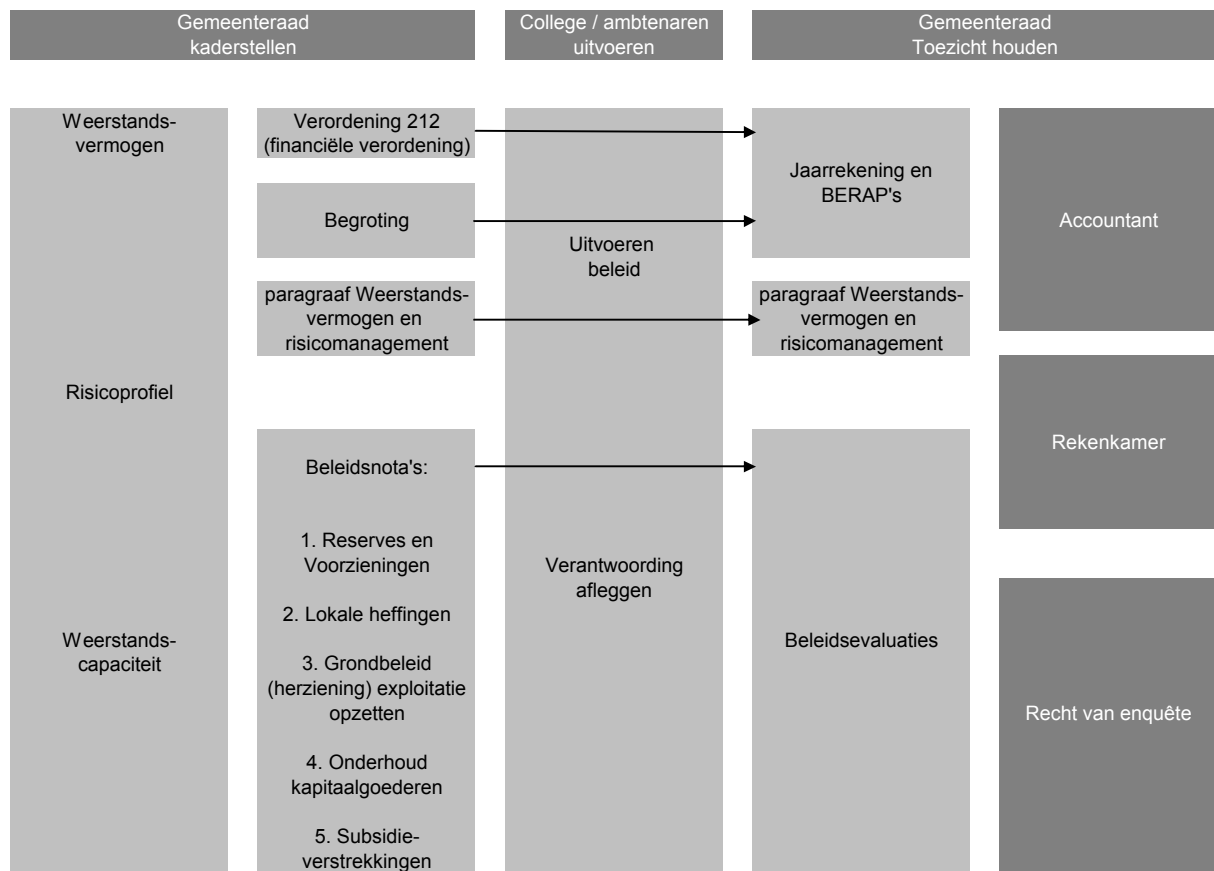 Gemeenteraad
kaderstellen
College / ambtenaren
uitvoeren
Gemeenteraad
Toezicht houden
Weerstands-
vermogen
Risicoprofiel
Weerstands-
capaciteit
Verordening 212
(financiële verordening)
Begroting
paragraaf Weerstands-
vermogen en
risicomanagement
Beleidsnota's:
1. Reserves en
Voorzieningen
2. Lokale heffingen
3. Grondbeleid
(herziening) exploitatie
opzetten
4. Onderhoud
kapitaalgoederen
5. Subsidie-
verstrekkingen
Uitvoeren
beleid
Verantwoording
afleggen
Jaarrekening en
BERAP's
paragraaf Weerstands-
vermogen en
risicomanagement
Beleidsevaluaties
Accountant
Rekenkamer
Recht van enquête